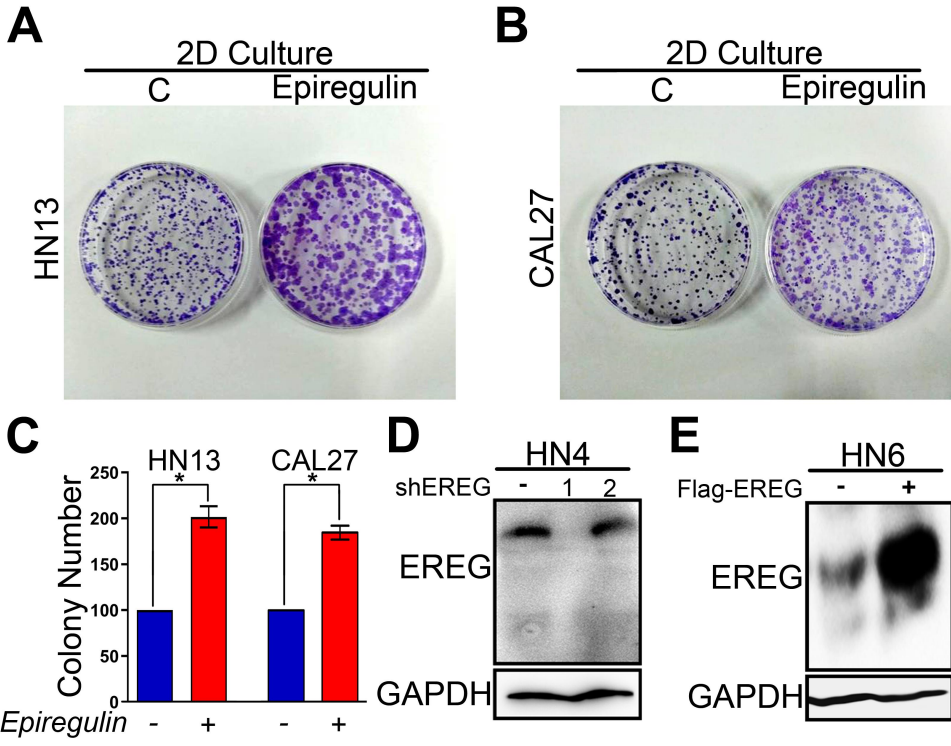 A
B
2D Culture
2D Culture
C Epiregulin
C Epiregulin
HN13
CAL27
C
D
E
HN13 CAL27
HN4
HN6
* *
shEREG - 1 2
Flag-EREG - +
Colony Number
250
200
150
100
50
0
EREG
EREG
GAPDH
GAPDH
Epiregulin - + - +